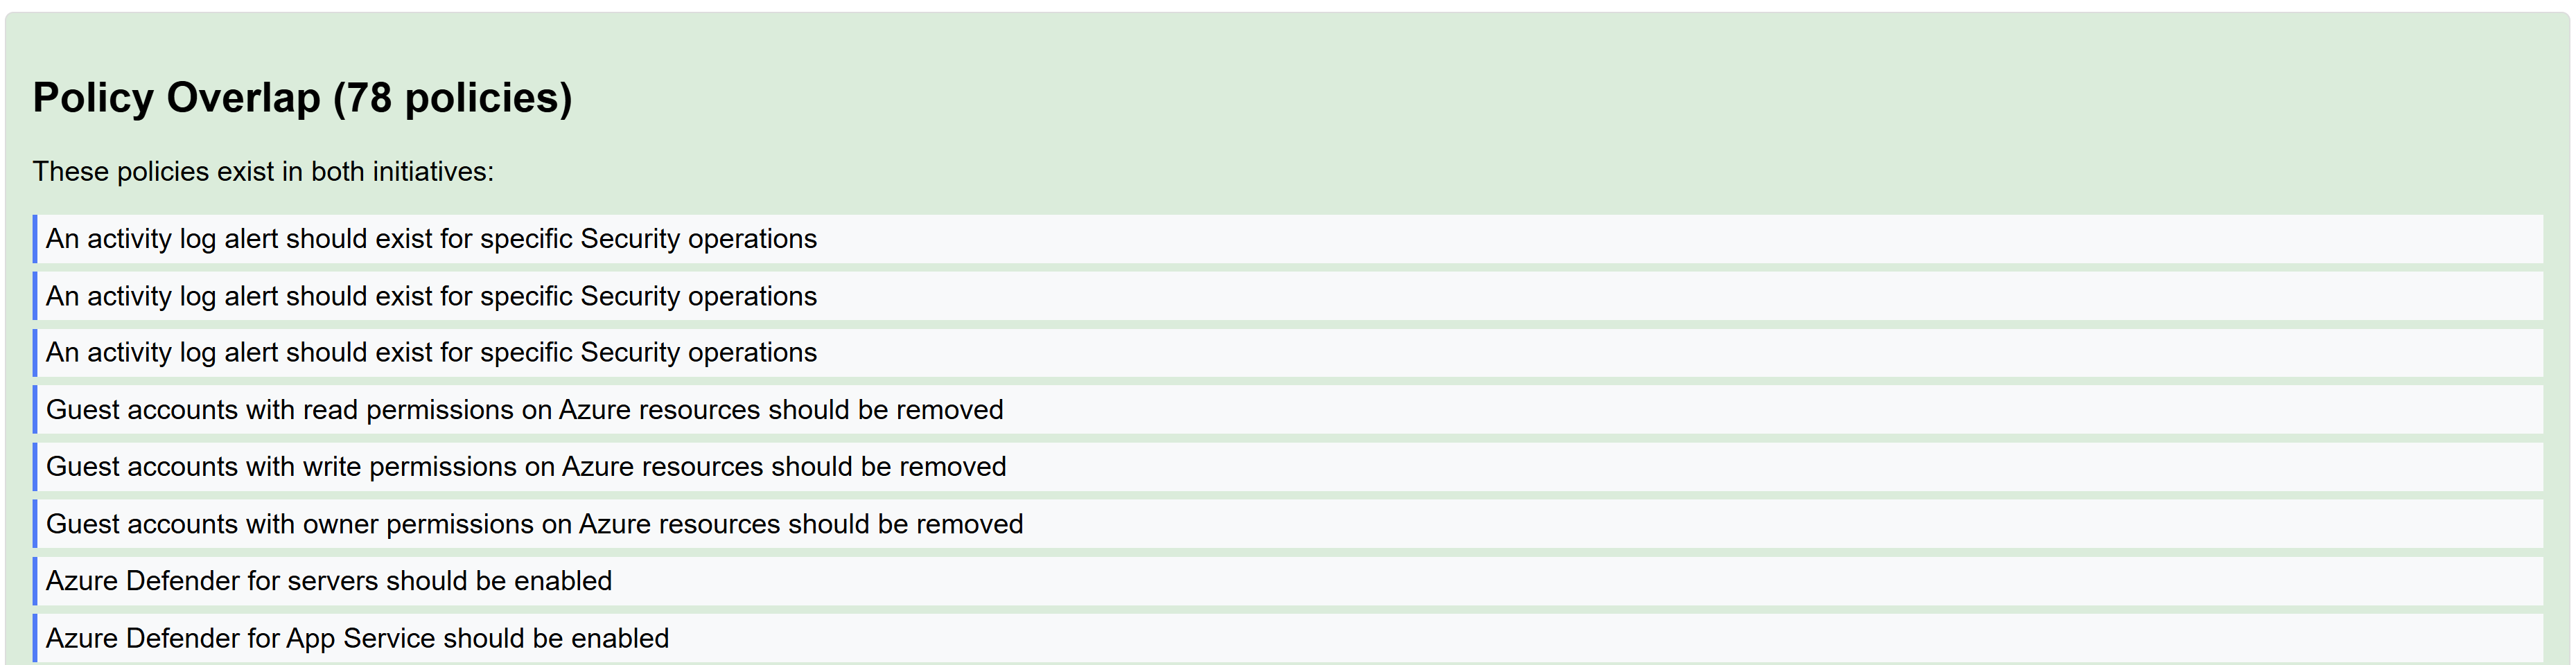 Policy Overlap (78 policies)
These policies exist in both initiatives:
An activity log alert should exist for specific Security operations
An activity log alert should exist for specific Security operations
An activity log alert should exist for specific Security operations
Guest accounts with read permissions on Azure resources should be removed
Guest accounts with write permissions on Azure resources should be removed
Guest accounts with owner permissions on Azure resources should be removed
Azure Defender for servers should be enabled
Azure Defender for App Service should be enabled